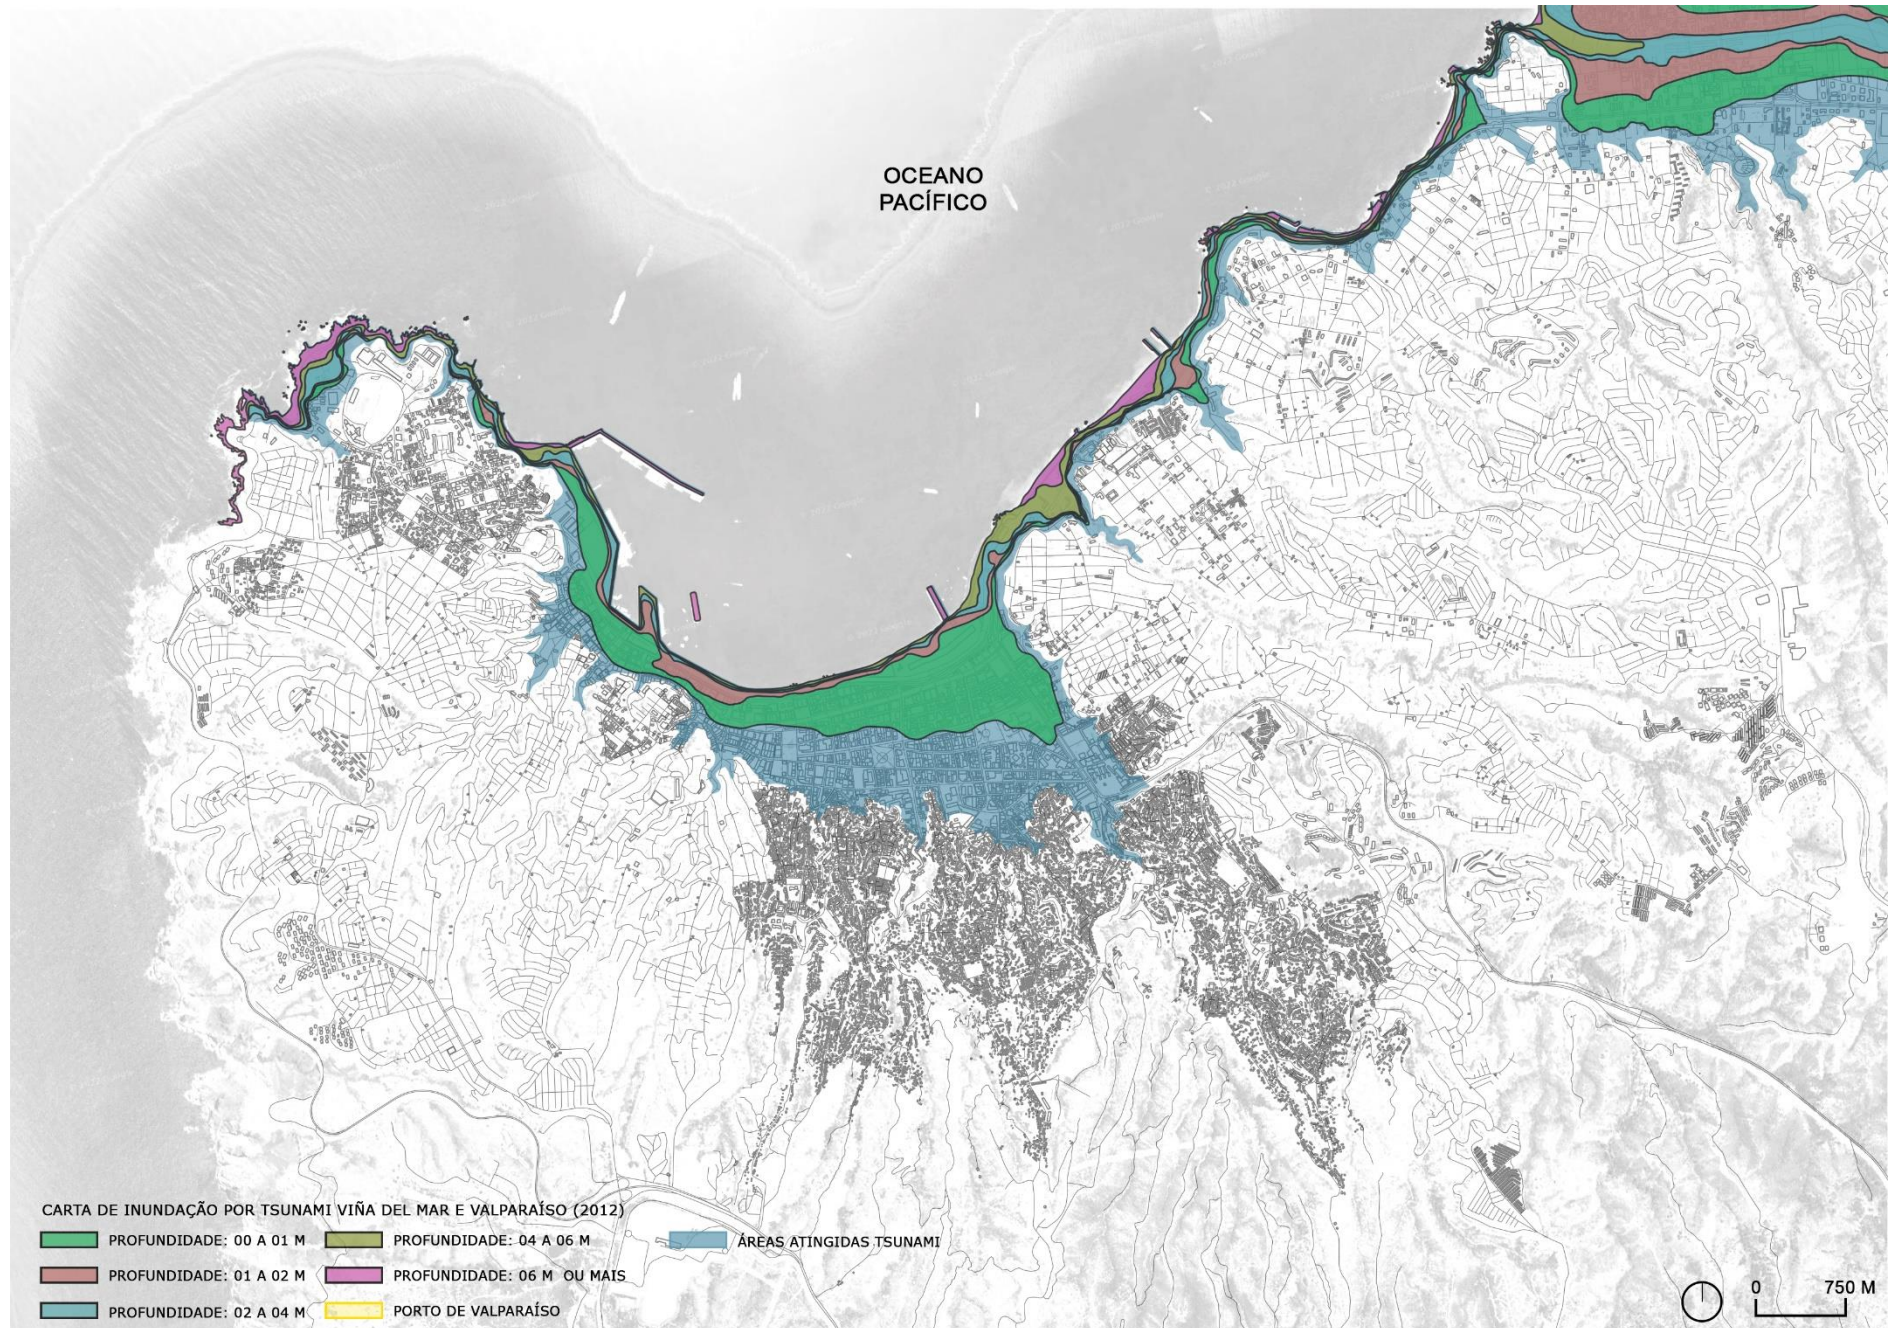 OCEANO
PACÍFICO
CARTA DE INUNDAÇÃO POR TSUNAMI VIÑA DEL MAR E VALPARAÍSO (2012)
PROFUNDIDADE: 00 A 01 M
PROFUNDIDADE: 04 A 06 M
ÁREAS ATINGIDAS TSUNAMI
PROFUNDIDADE: 01 A 02 M
PROFUNDIDADE: 06 M OU MAIS
PROFUNDIDADE: 02 A 04 M
PORTO DE VALPARAÍSO
0 750 M